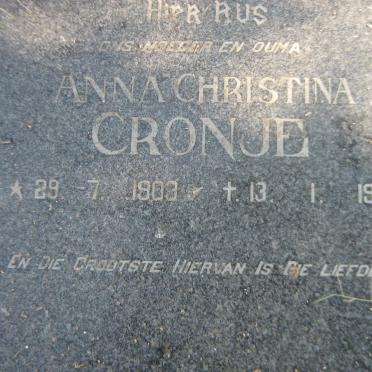 HIER RUS
ONS MOEDER EN OUMA
ANNA CHRISTINA
CRONJÉ
★ 29 - 7. 1903 - † 13. 1. 19
EN DIE GROOTSTE HIERVAN IS DIE LIEFDE